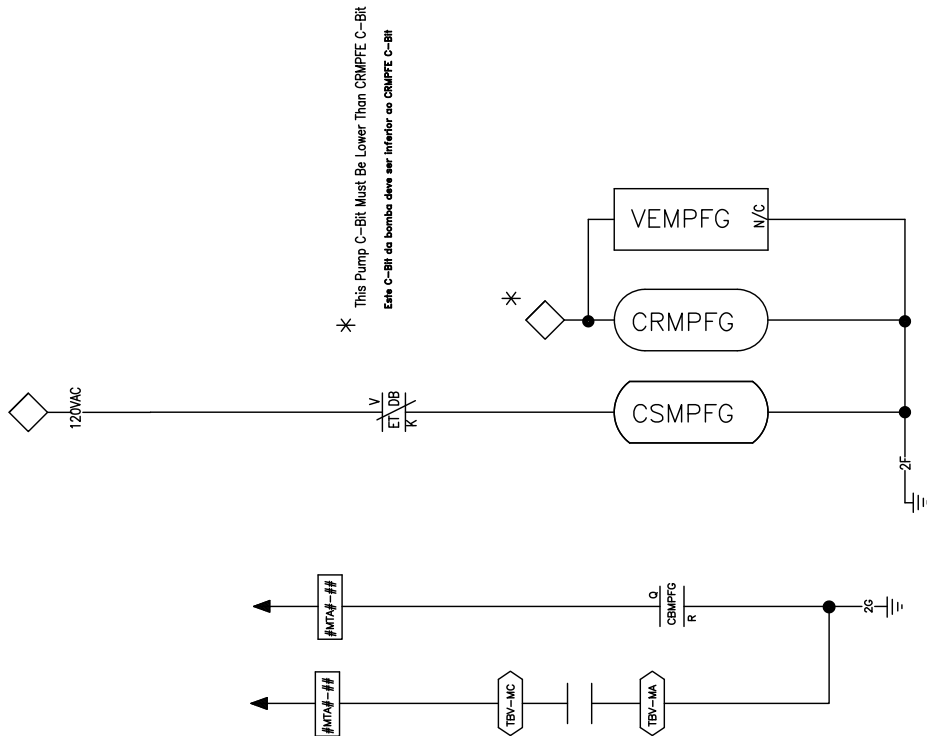 This Pump C-Bit Must Be Lower Than CRMPFE C-Bit
Este C-Bit da bomba deve ser inferior ao CRMPFE C-Bit
VEMPFG
N/C
CRMPFG
120VAC
V
ET DB
K
CSMPFG
2F
#MTA#-##
Q
CBMPFG
R
2G
#MTA#-##
TBV-MC
TBV-MA